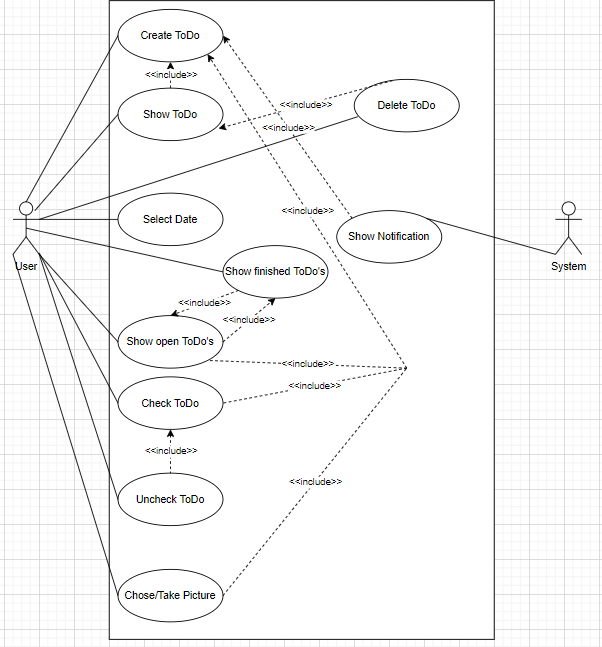 Create ToDo
<<include>>
Show ToDo
<<include>>
Delete ToDo
<<include>>
Select Date
<<include>>
Show Notification
User
System
Show finished ToDo's
<<include>>
<<include>>
Show open ToDo's
<<include>>
<<include>>
Check ToDo
<<include>>
<<include>>
Uncheck ToDo
Chose/Take Picture